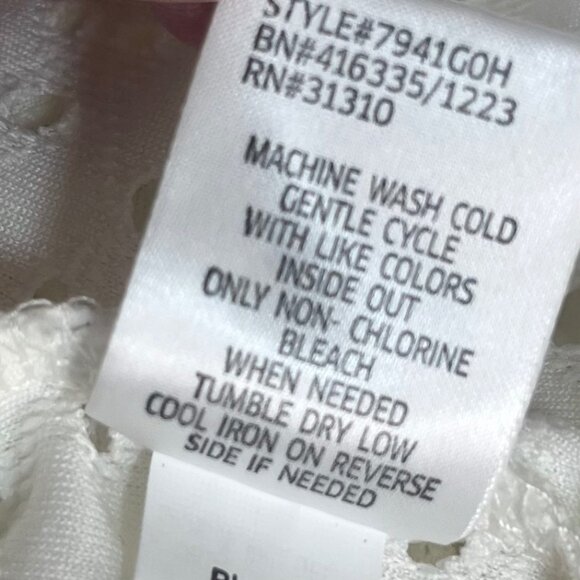 STYLE#7941G0H
BN#416335/1223
RN#31310
MACHINE WASH COLD
GENTLE CYCLE
WITH LIKE COLORS
INSIDE OUT
ONLY NON- CHLORINE
BLEACH
WHEN NEEDED
TUMBLE DRY LOW
COOL IRON ON REVERSE
SIDE IF NEEDED